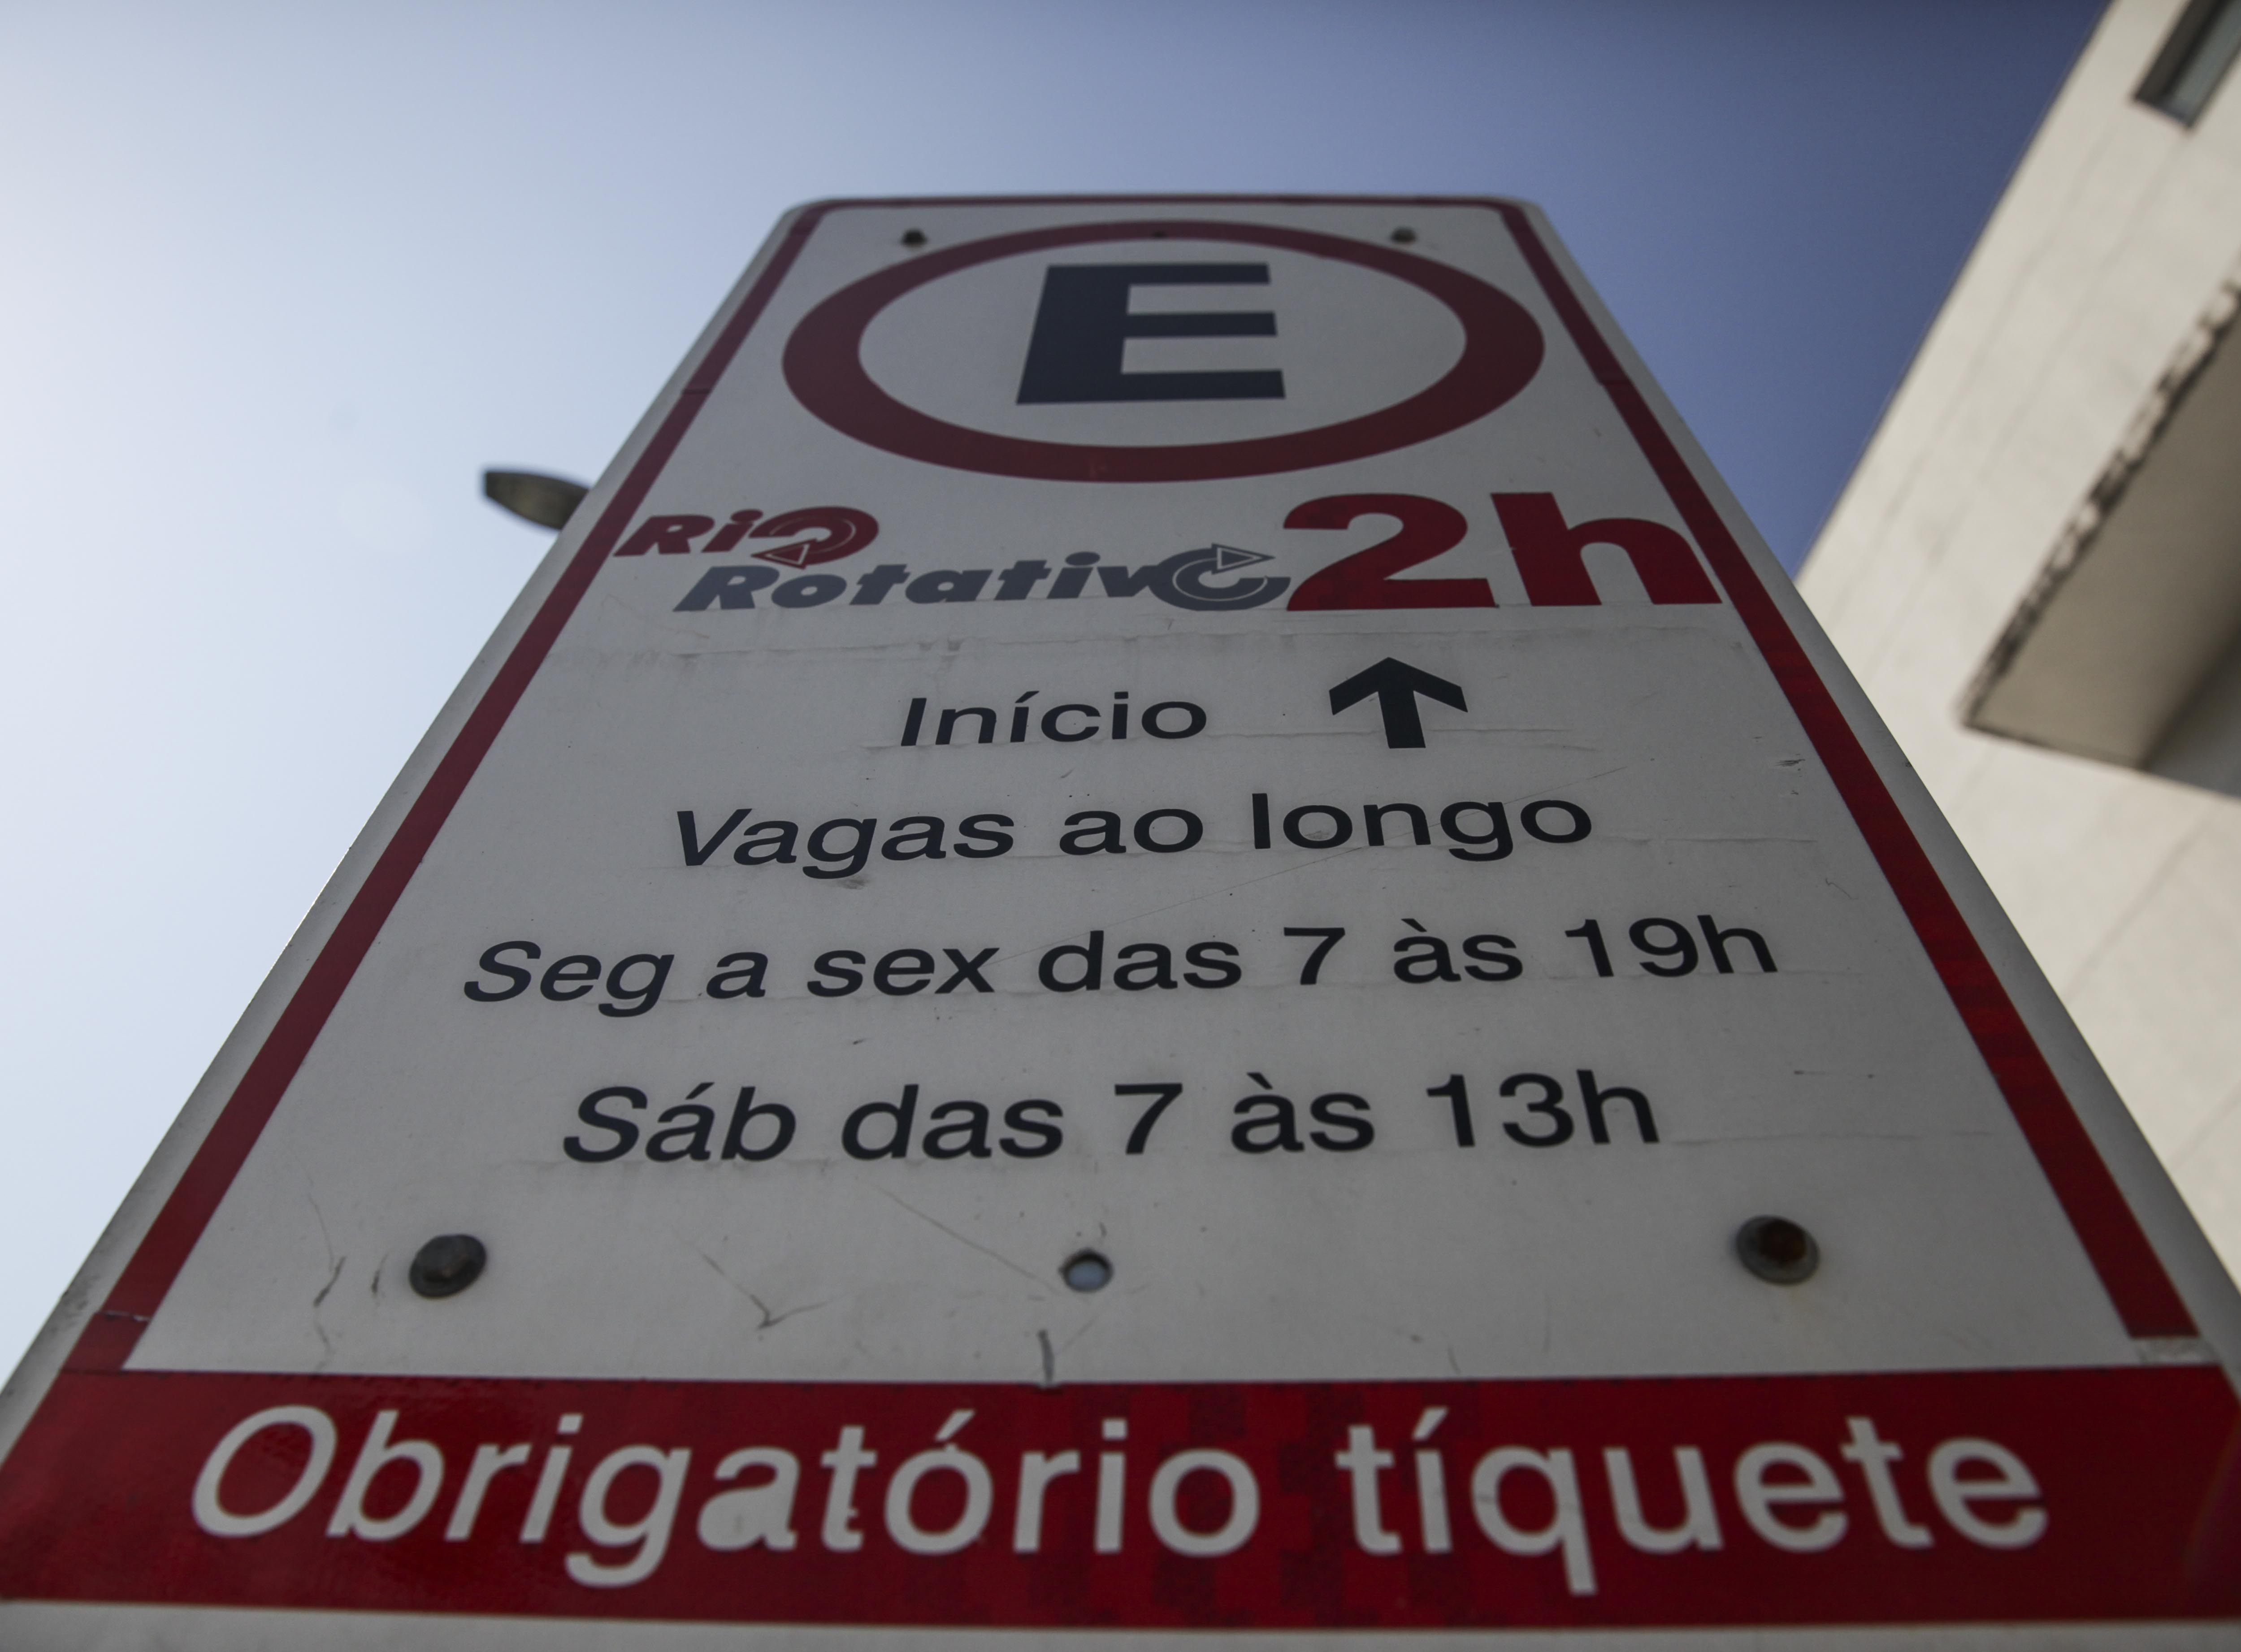 E
Rio
Rotativo 2h
Início ↑
Vagas ao longo
Seg a sex das 7 às 19h
Sáb das 7 às 13h
Obrigatório tíquete